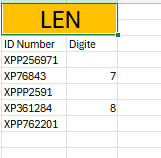 LEN
ID Number Digite
XPP256971
XP76843 7
XPPP2591
XP361284 8
XPP762201